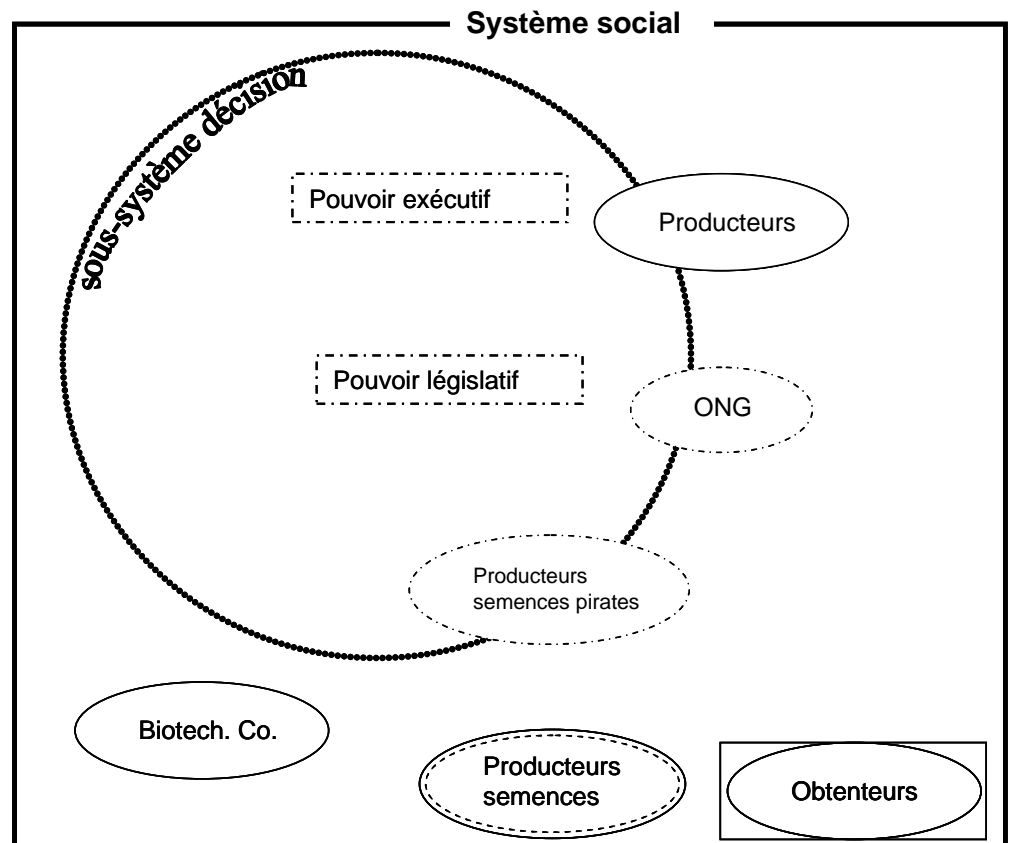 Système social
sous-système décision
Pouvoir exécutif
Producteurs
Pouvoir législatif
ONG
Producteurs
semences pirates
Biotech. Co.
Producteurs
semences
Obtenteurs